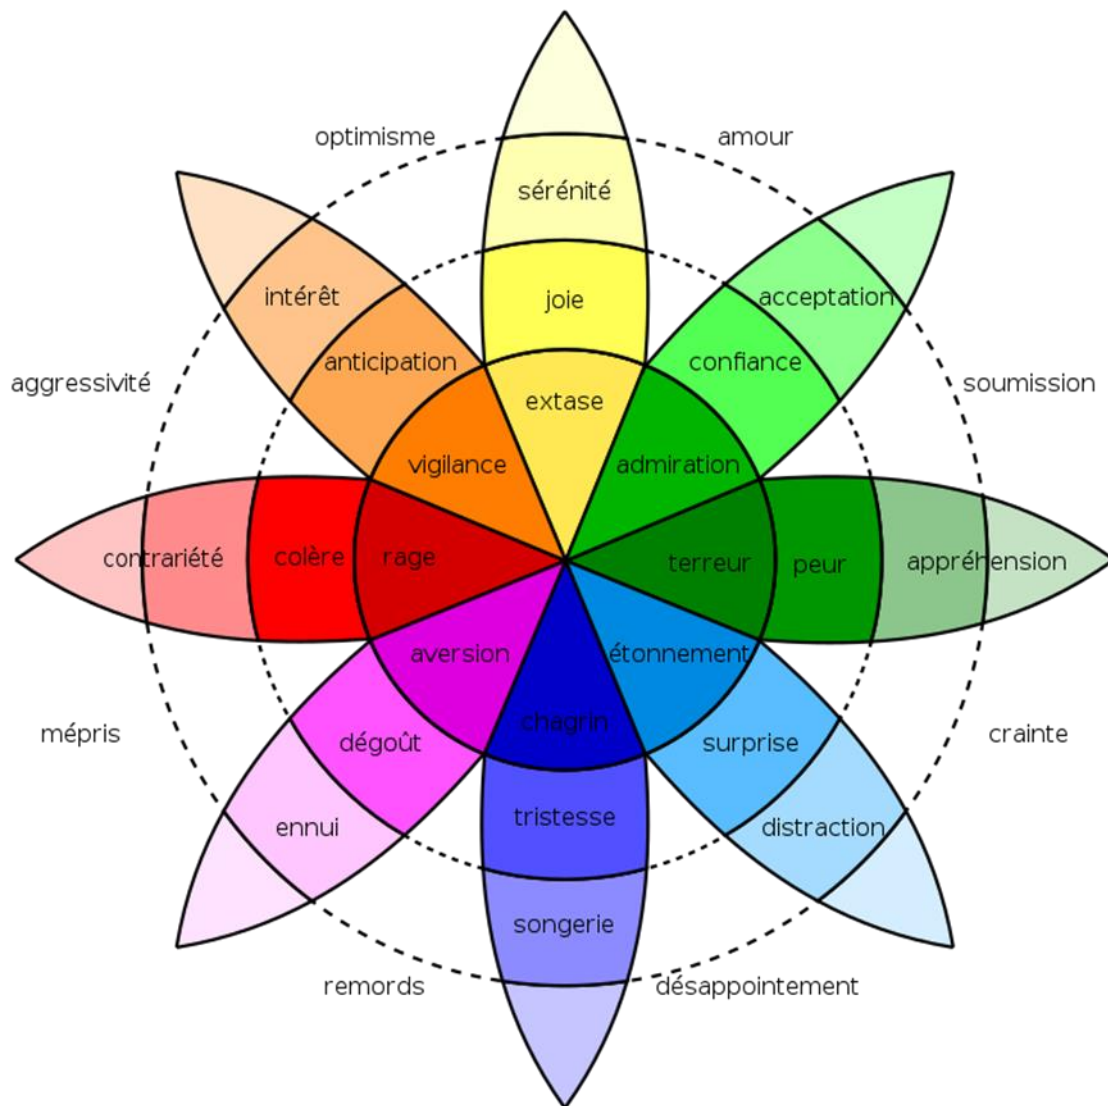 optimisme
amour
sérénité
intérêt
joie
acceptation
anticipation
confiance
aggressivité
soumission
extase
vigilance
admiration
contrariété
colère
rage
terreur
peur
appréhension
aversion
étonnement
chagrin
mépris
crainte
dégoût
surprise
tristesse
ennui
distraction
songerie
remords
désappointement